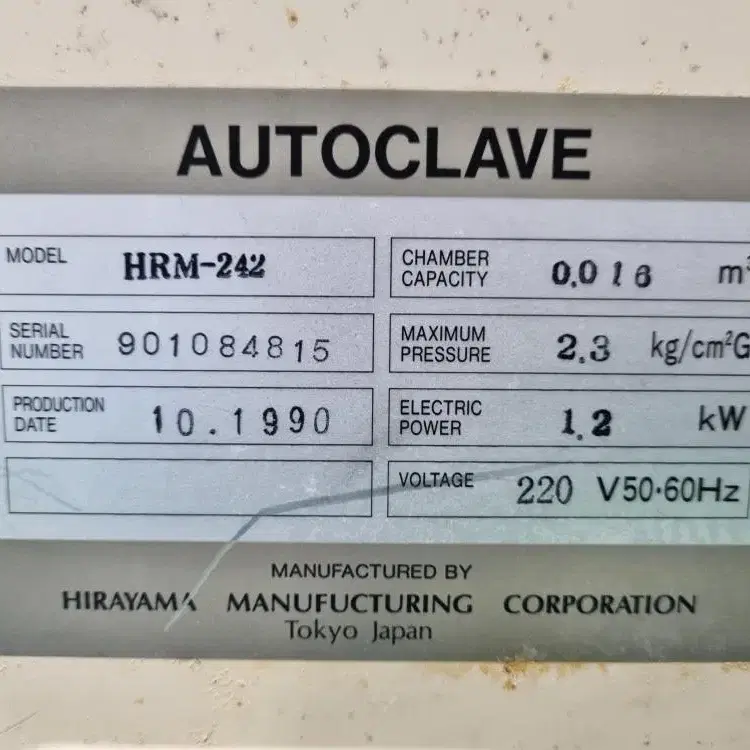 AUTOCLAVE
MODEL HRM-242
CHAMBER CAPACITY 0.016 m³
SERIAL NUMBER 901084815
MAXIMUM PRESSURE 2.3 kg/cm²G
PRODUCTION DATE 10.1990
ELECTRIC POWER 1.2 kW
VOLTAGE 220 V50·60Hz
MANUFACTURED BY
HIRAYAMA MANUFUCTURING CORPORATION
Tokyo Japan